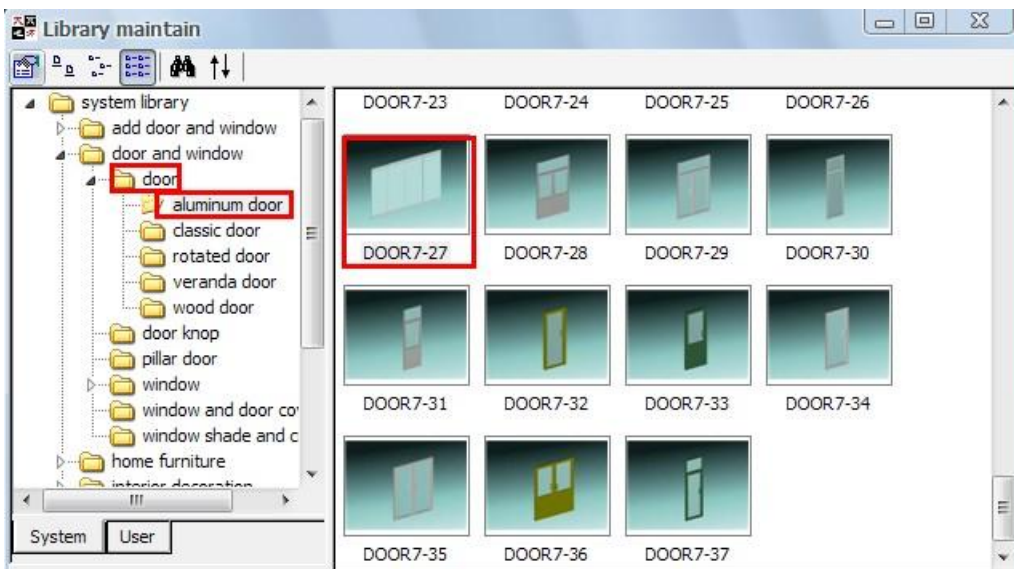 Library maintain
system library
add door and window
door and window
door
aluminum door
classic door
rotated door
veranda door
wood door
door knop
pillar door
window
window and door co
window shade and c
home furniture
interior decoration
System User
DOOR7-23 DOOR7-24 DOOR7-25 DOOR7-26
DOOR7-27 DOOR7-28 DOOR7-29 DOOR7-30
DOOR7-31 DOOR7-32 DOOR7-33 DOOR7-34
DOOR7-35 DOOR7-36 DOOR7-37